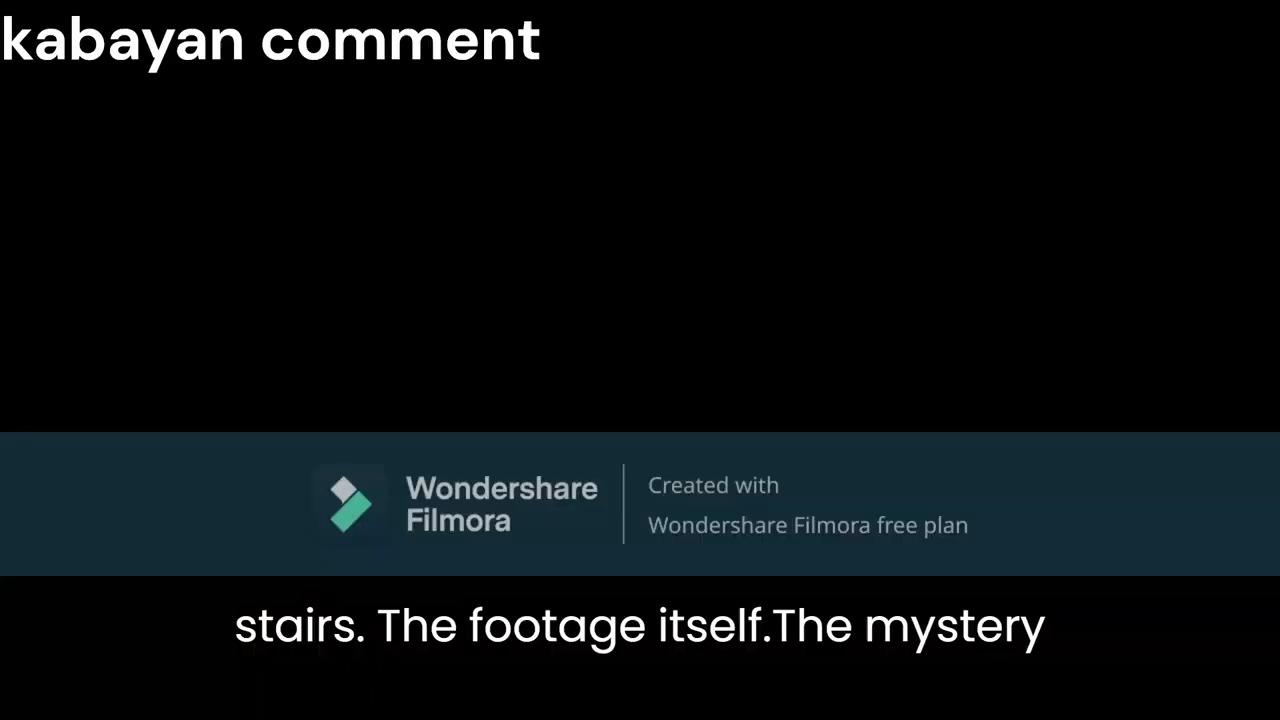 kabayan comment
Wondershare
Filmora
Created with
Wondershare Filmora free plan
stairs. The footage itself.The mystery